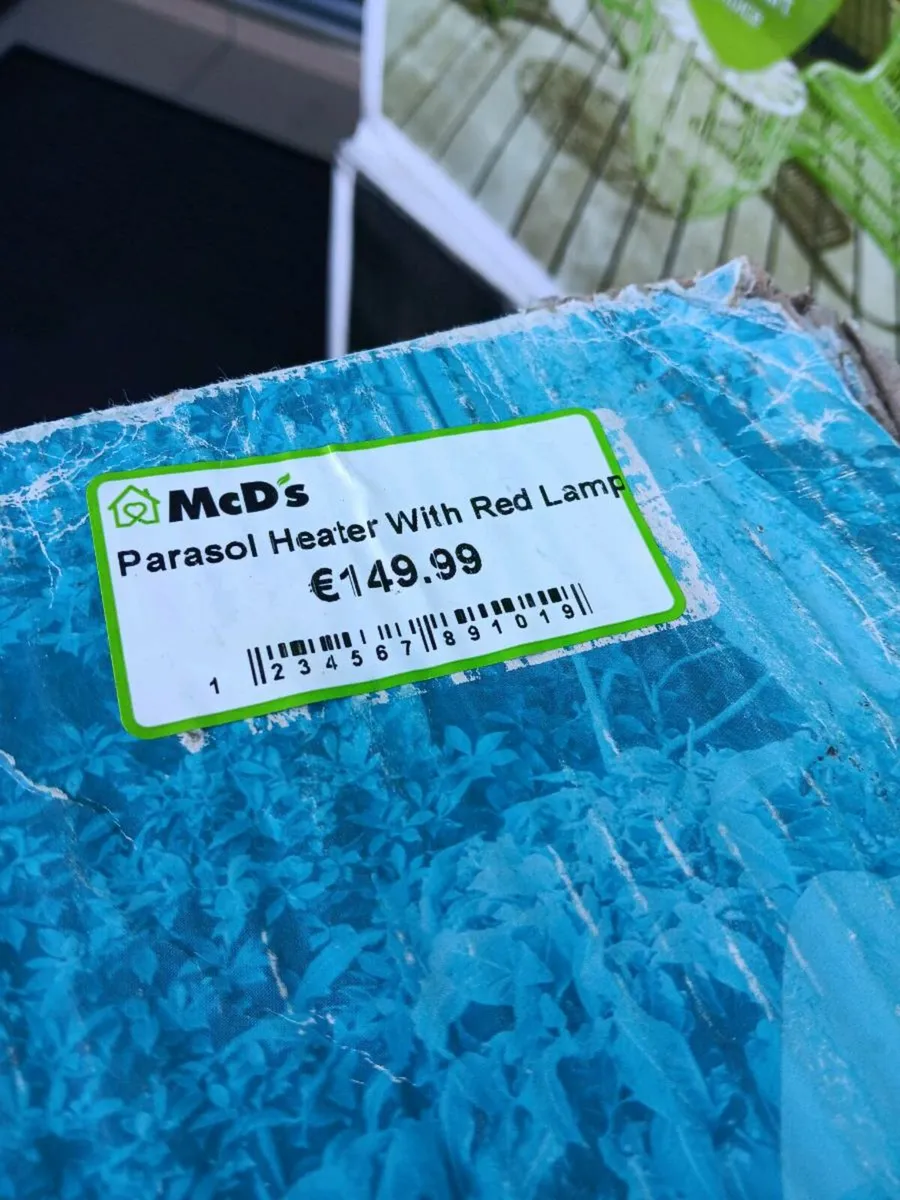 McD's
Parasol Heater With Red Lamp
€149.99
1 234567 891019